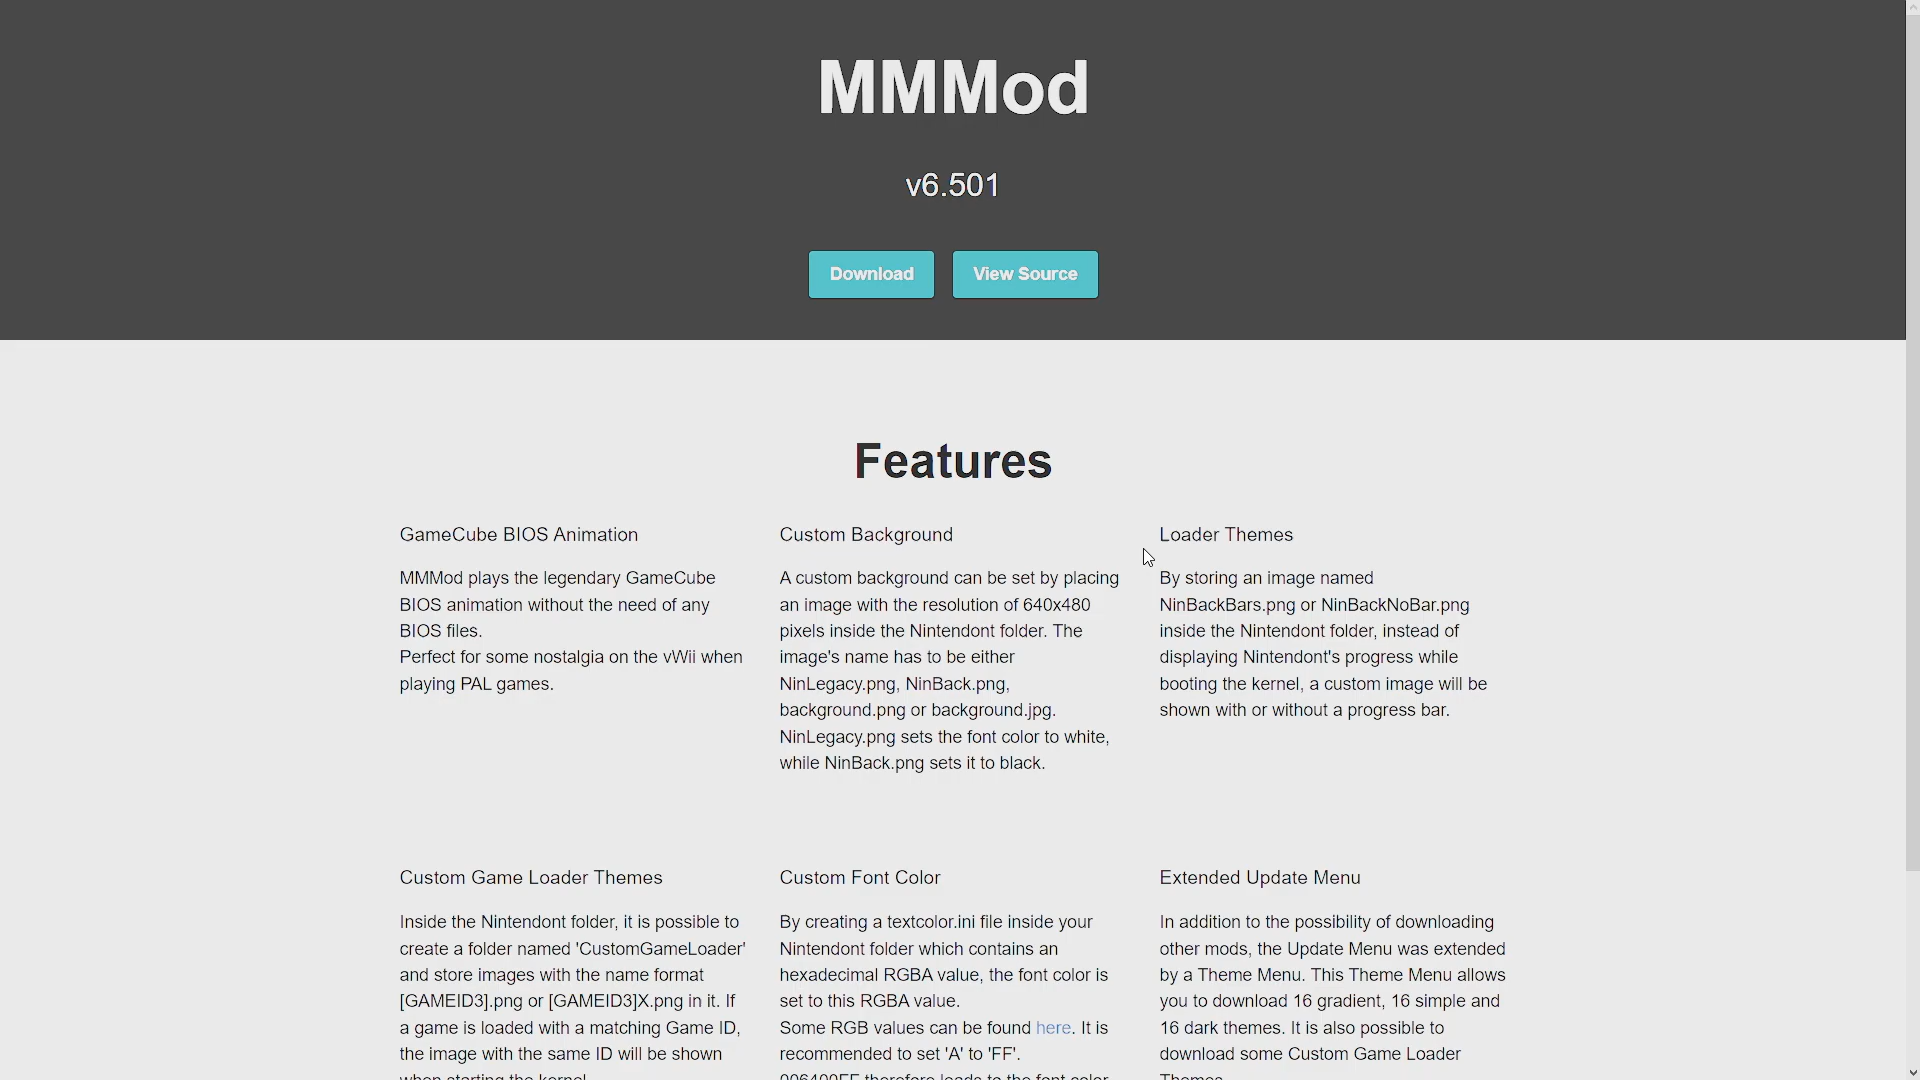 MMMod
v6.501
Download
View Source
Features
GameCube BIOS Animation
MMMod plays the legendary GameCube
BIOS animation without the need of any
BIOS files.
Perfect for some nostalgia on the vWii when
playing PAL games.
Custom Background
A custom background can be set by placing
an image with the resolution of 640x480
pixels inside the Nintendont folder. The
image's name has to be either
NinLegacy.png, NinBack.png,
background.png or background.jpg.
NinLegacy.png sets the font color to white,
while NinBack.png sets it to black.
Loader Themes
By storing an image named
NinBackBars.png or NinBackNoBar.png
inside the Nintendont folder, instead of
displaying Nintendont's progress while
booting the kernel, a custom image will be
shown with or without a progress bar.
Custom Game Loader Themes
Inside the Nintendont folder, it is possible to
create a folder named 'CustomGameLoader'
and store images with the name format
[GAMEID3].png or [GAMEID3]X.png in it. If
a game is loaded with a matching Game ID,
the image with the same ID will be shown
when starting the kernel.
Custom Font Color
By creating a textcolor.ini file inside your
Nintendont folder which contains an
hexadecimal RGBA value, the font color is
set to this RGBA value.
Some RGB values can be found here. It is
recommended to set 'A' to 'FF'.
006400FF therefore leads to the font color
Extended Update Menu
In addition to the possibility of downloading
other mods, the Update Menu was extended
by a Theme Menu. This Theme Menu allows
you to download 16 gradient, 16 simple and
16 dark themes. It is also possible to
download some Custom Game Loader
Themes.